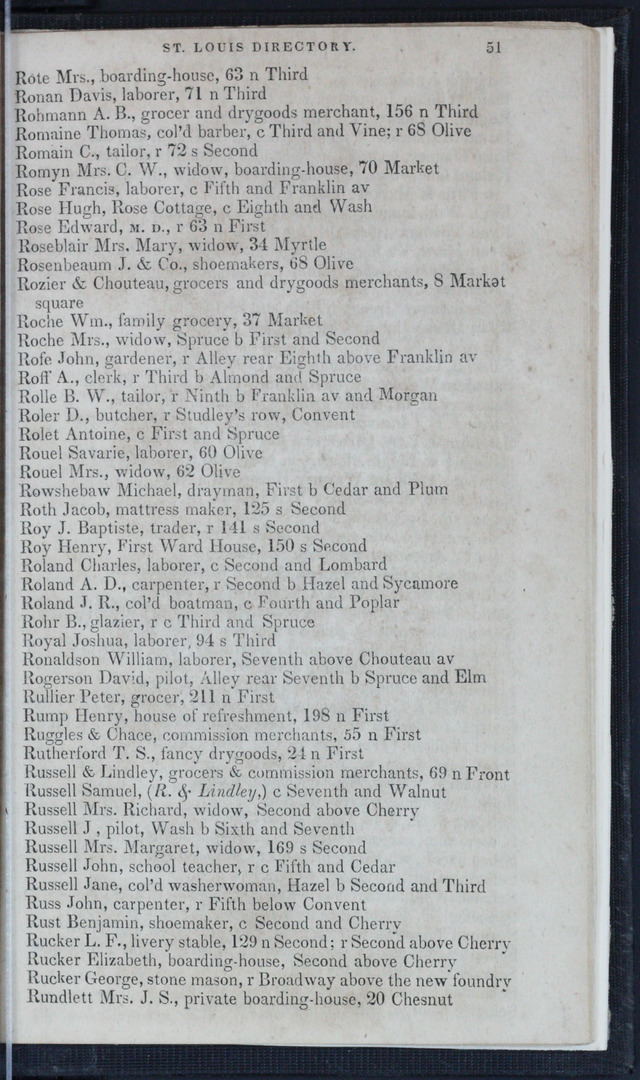 ST. LOUIS DIRECTORY. 51
Rote Mrs., boarding-house, 63 n Third
Ronan Davis, laborer, 71 n Third
Rohmann A. B., grocer and drygoods merchant, 156 n Third
Romaine Thomas, col'd barber, c Third and Vine; r 68 Olive
Romain C., tailor, r 72 s Second
Romyn Mrs. C. W., widow, boarding-house, 70 Market
Rose Francis, laborer, c Fifth and Franklin av
Rose Hugh, Rose Cottage, c Eighth and Wash
Rose Edward, M. D., r 63 n First
Roseblair Mrs. Mary, widow, 34 Myrtle
Rosenbeaum J. & Co., shoemakers, 68 Olive
Rozier & Chouteau, grocers and drygoods merchants, 8 Market
square
Roche Wm., family grocery, 37 Market
Roche Mrs., widow, Spruce b First and Second
Rofe John, gardener, r Alley rear Eighth above Franklin av
Roff A., clerk, r Third b Almond and Spruce
Rolle B. W., tailor, r Ninth b Franklin av and Morgan
Roler D., butcher, r Studley's row, Convent
Rolet Antoine, c First and Spruce
Rouel Savarie, laborer, 60 Olive
Rouel Mrs., widow, 62 Olive
Rowshebaw Michael, drayman, First b Cedar and Plum
Roth Jacob, mattress maker, 125 s Second
Roy J. Baptiste, trader, r 141 s Second
Roy Henry, First Ward House, 150 s Second
Roland Charles, laborer, c Second and Lombard
Roland A. D., carpenter, r Second b Hazel and Sycamore
Roland J. R., col'd boatman, c Fourth and Poplar
Rohr B., glazier, r c Third and Spruce
Royal Joshua, laborer, 94 s Third
Ronaldson William, laborer, Seventh above Chouteau av
Rogerson David, pilot, Alley rear Seventh b Spruce and Elm
Rullier Peter, grocer, 211 n First
Rump Henry, house of refreshment, 198 n First
Ruggles & Chace, commission merchants, 55 n First
Rutherford T. S., fancy drygoods, 24 n First
Russell & Lindley, grocers & commission merchants, 69 n Front
Russell Samuel, (R. & Lindley,) c Seventh and Walnut
Russell Mrs. Richard, widow, Second above Cherry
Russell J , pilot, Wash b Sixth and Seventh
Russell Mrs. Margaret, widow, 169 s Second
Russell John, school teacher, r c Fifth and Cedar
Russell Jane, col'd washerwoman, Hazel b Second and Third
Russ John, carpenter, r Fifth below Convent
Rust Benjamin, shoemaker, c Second and Cherry
Rucker L. F., livery stable, 129 n Second; r Second above Cherry
Rucker Elizabeth, boarding-house, Second above Cherry
Rucker George, stone mason, r Broadway above the new foundry
Rundlett Mrs. J. S., private boarding-house, 20 Chesnut